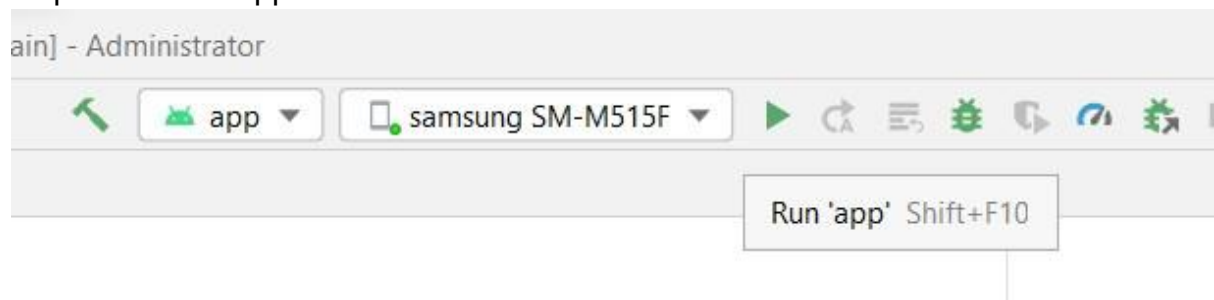 ain] - Administrator
app samsung SM-M515F
Run 'app' Shift+F10